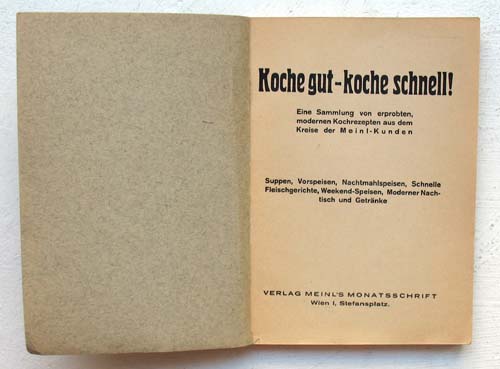 Koche gut-koche schnell!
Eine Sammlung von erprobten,
modernen Kochrezepten aus dem
Kreise der Meinl-Kunden
Suppen, Vorspeisen, Nachtmahlspeisen, Schnelle
Fleischgerichte, Weekend-Speisen, Moderner Nach-
tisch und Getränke
VERLAG MEINL'S MONATSSCHRIFT
Wien I, Stefansplatz.